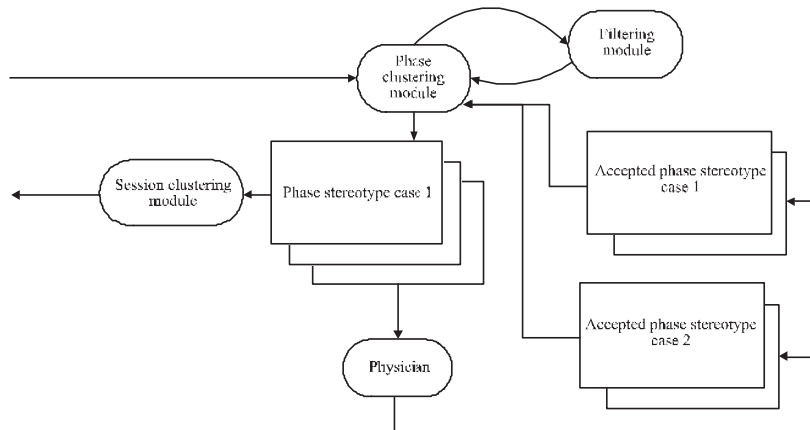 Filtering
module
Phase
clustering
module
Accepted phase stereotype
case 1
Session clustering
module
Phase stereotype case 1
Accepted phase stereotype
case 2
Physician